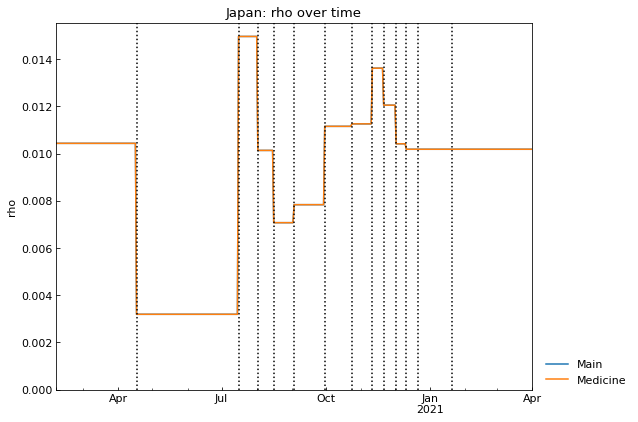 Japan: rho over time
0.014
0.012
0.010
0.008
0.006
0.004
0.002
0.000
rho
Apr
Jul
Oct
Jan
2021
Apr
Main
Medicine